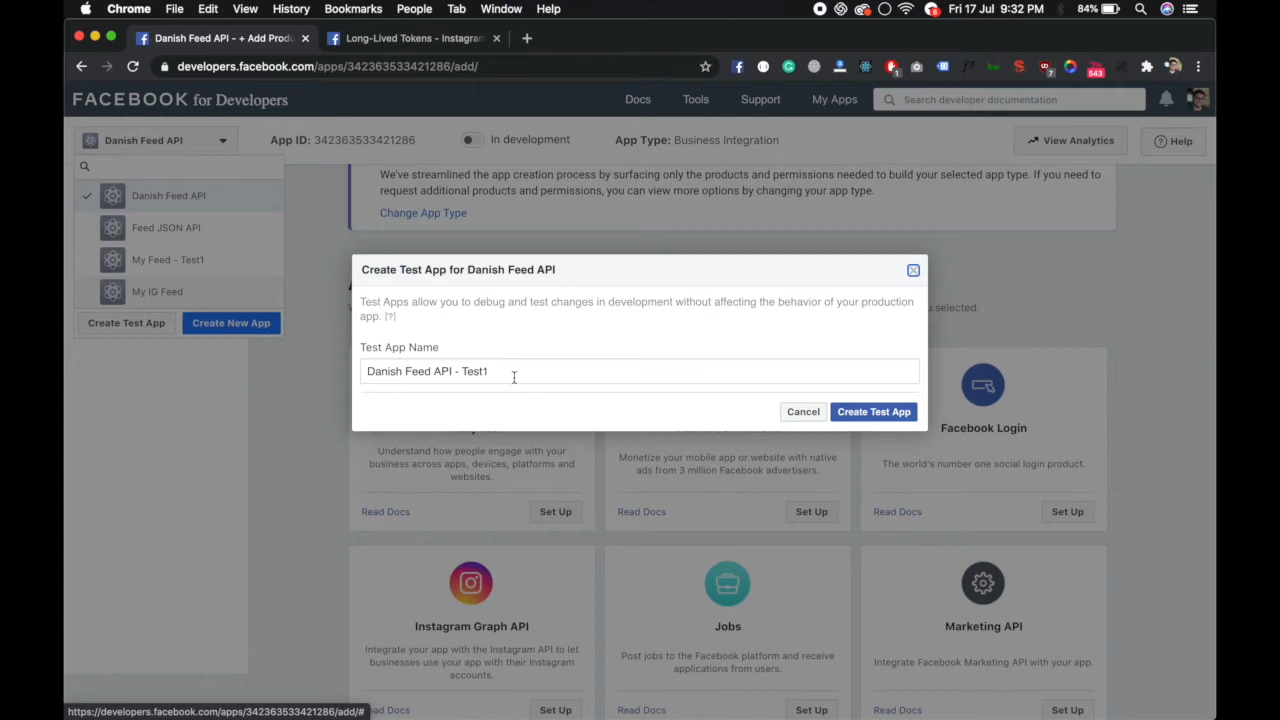 Chrome File Edit View History Bookmarks People Tab Window Help
6 Fri 17 Jul 9:32 PM 84%
Danish Feed API - + Add Produ
Long-Lived Tokens - Instagram
developers.facebook.com/apps/342363533421286/add/
1
7
543
FACEBOOK for Developers
Docs Tools Support My Apps Search developer documentation
Danish Feed API
App ID: 342363533421286 In development App Type: Business Integration View Analytics Help
Danish Feed API
Feed JSON API
My Feed - Test1
My IG Feed
Create Test App Create New App
We've streamlined the app creation process by surfacing only the products and permissions needed to build your selected app type. If you need to
request additional products and permissions, you can view more options by changing your app type.
Change App Type
Create Test App for Danish Feed API
Test Apps allow you to debug and test changes in development without affecting the behavior of your production
app. [?]
Test App Name
Danish Feed API - Test1
Cancel Create Test App
selected.
Understand how people engage with your
business across apps, devices, platforms and
websites.
Read Docs Set Up
Monetize your mobile app or website with native
ads from 3 million Facebook advertisers.
Read Docs Set Up
Facebook Login
The world's number one social login product.
Read Docs Set Up
Instagram Graph API
Integrate your app with the Instagram API to let
businesses use your app with their Instagram
accounts.
ad Docs Set Up
Jobs
Post jobs to the Facebook platform and receive
applications from users.
Read Docs Set Up
Marketing API
Integrate Facebook Marketing API with your app.
Read Docs Set Up
https://developers.facebook.com/apps/342363533421286/add/#